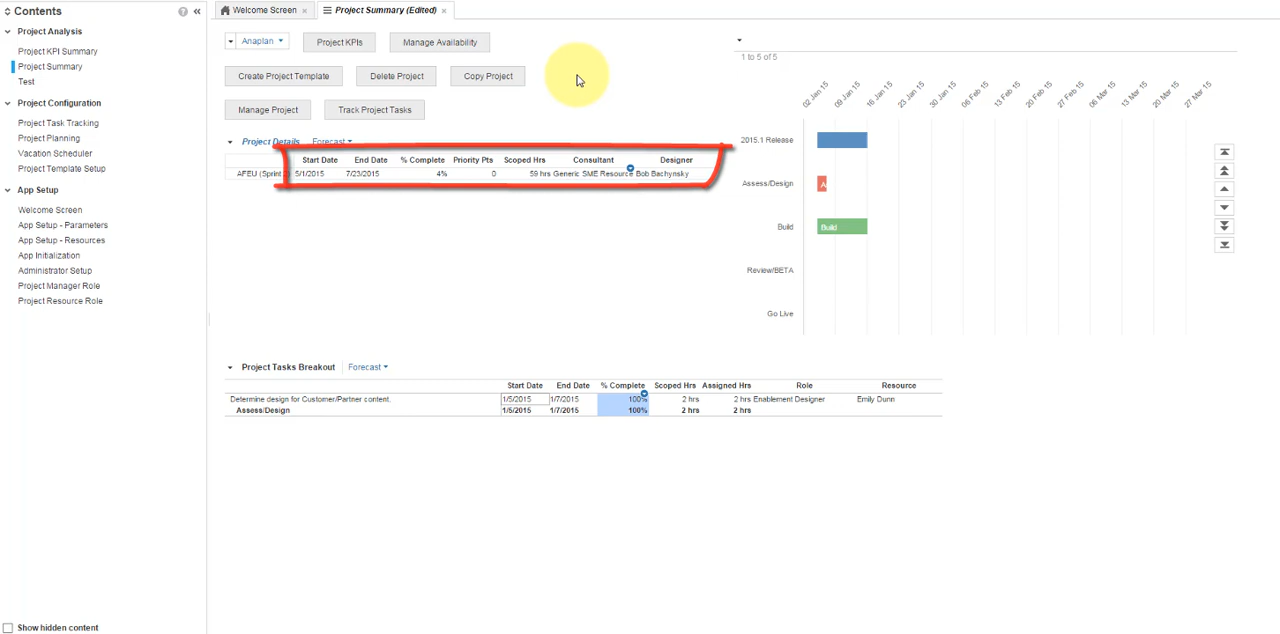 Contents
Project Analysis
Project KPI Summary
Project Summary
Test
Project Configuration
Project Task Tracking
Project Planning
Vacation Scheduler
Project Template Setup
App Setup
Welcome Screen
App Setup - Parameters
App Setup - Resources
App Initialization
Administrator Setup
Project Manager Role
Project Resource Role
Show hidden content
Welcome Screen × Project Summary (Edited) ×
Anaplan Project KPIs Manage Availability
Create Project Template Delete Project Copy Project
Manage Project Track Project Tasks
Project Details Forecast
Start Date End Date % Complete Priority Pts Scoped Hrs Consultant Designer
AFEU (Sprint 5/1/2015 7/23/2015 4% 0 59 hrs Generic SME Resource Bob Bachynsky
1 to 5 of 5
02 Jan 15 09 Jan 15 16 Jan 15 23 Jan 15 30 Jan 15 06 Feb 15 13 Feb 15 20 Feb 15 27 Feb 15 06 Mar 15 13 Mar 15 20 Mar 15 27 Mar 15
2015.1 Release
Assess/Design A
Build Build
Review/BETA
Go Live
Project Tasks Breakout Forecast
Start Date End Date % Complete Scoped Hrs Assigned Hrs Role Resource
Determine design for Customer/Partner content. 1/5/2015 1/7/2015 100% 2 hrs 2 hrs Enablement Designer Emily Dunn
Assess/Design 1/5/2015 1/7/2015 100% 2 hrs 2 hrs